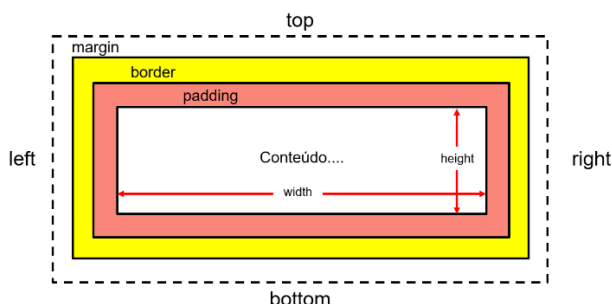 top
margin
border
padding
left
Conteúdo....
height
right
width
bottom